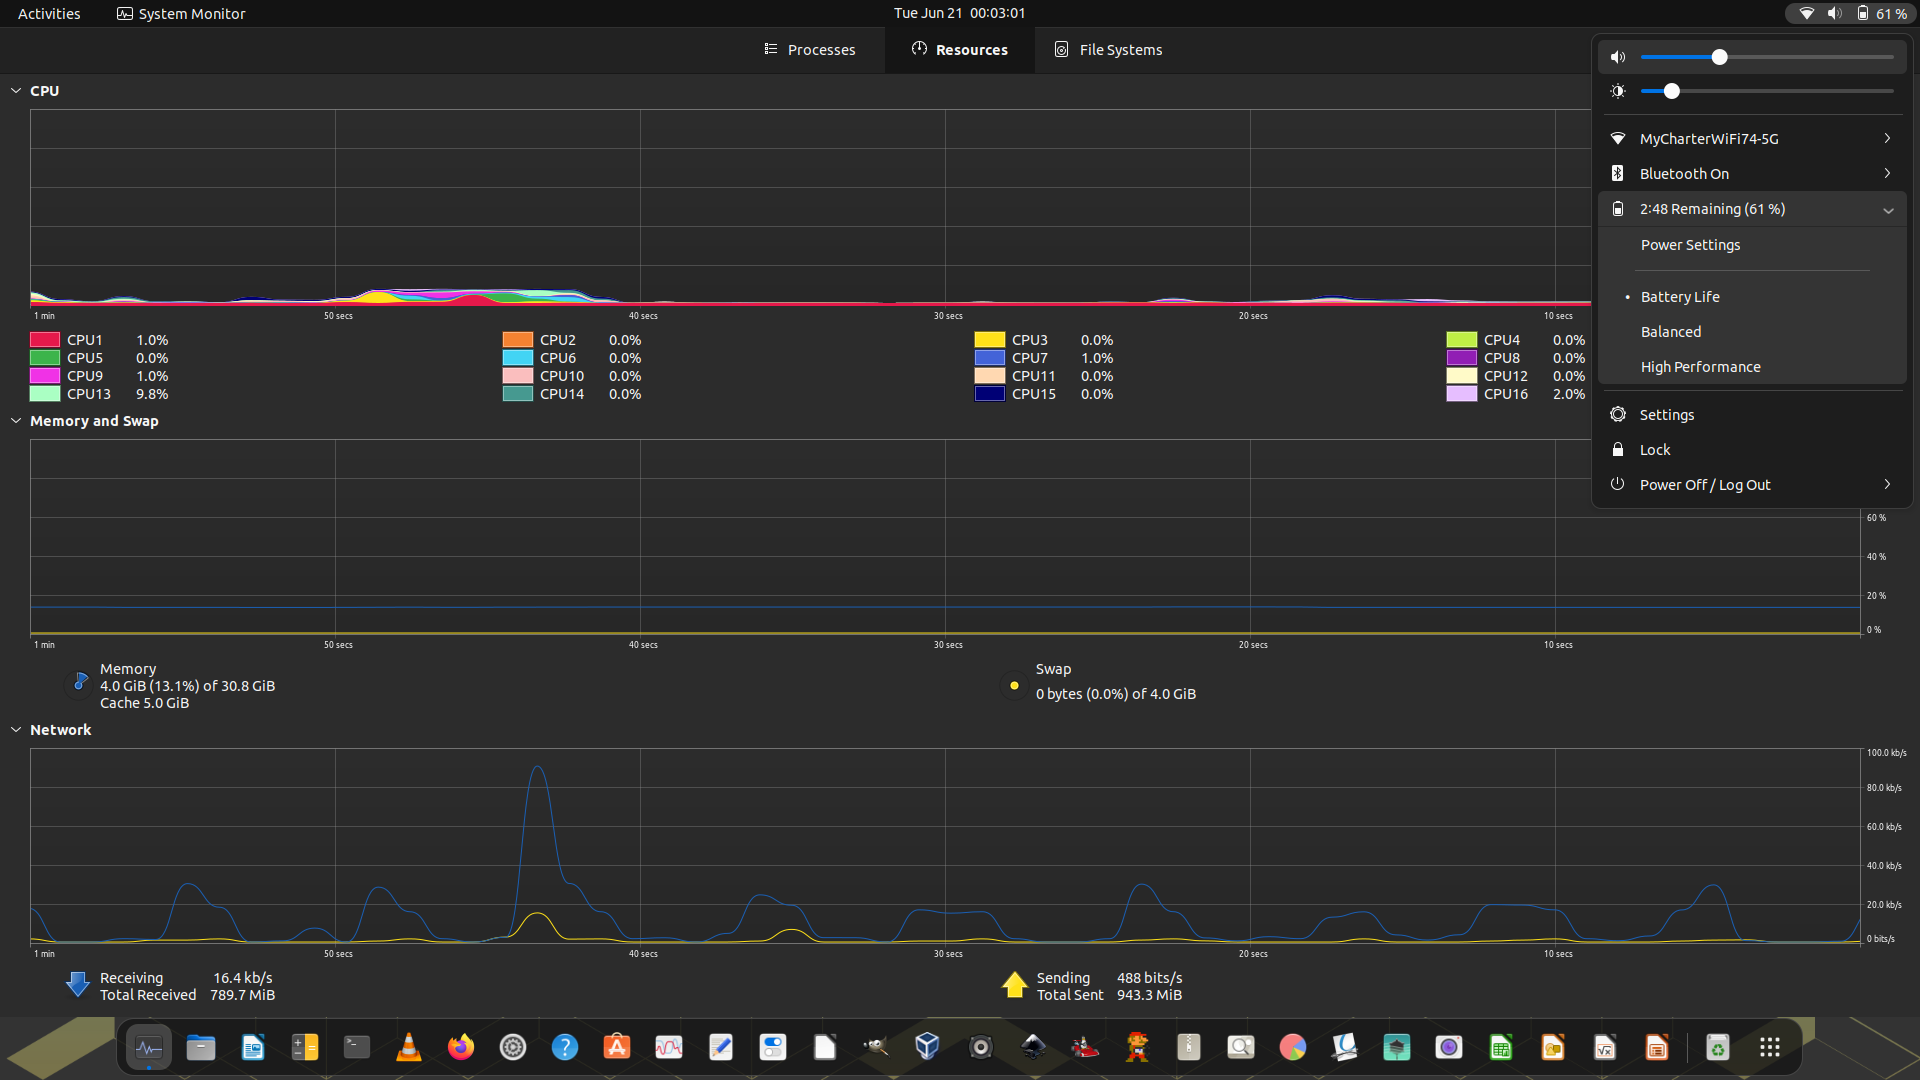 Activities
System Monitor
Tue Jun 21 00:03:01
61 %
Processes
Resources
File Systems
CPU
1 min
50 secs
40 secs
30 secs
20 secs
10 secs
CPU1 1.0%
CPU2 0.0%
CPU3 0.0%
CPU4 0.0%
CPU5 0.0%
CPU6 0.0%
CPU7 1.0%
CPU8 0.0%
CPU9 1.0%
CPU10 0.0%
CPU11 0.0%
CPU12 0.0%
CPU13 9.8%
CPU14 0.0%
CPU15 0.0%
CPU16 2.0%
MyCharterWiFi74-5G
Bluetooth On
2:48 Remaining (61 %)
Power Settings
• Battery Life
Balanced
High Performance
Settings
Lock
Power Off / Log Out
Memory and Swap
60 %
40 %
20 %
0 %
1 min
50 secs
40 secs
30 secs
20 secs
10 secs
Memory
4.0 GiB (13.1%) of 30.8 GiB
Cache 5.0 GiB
Swap
0 bytes (0.0%) of 4.0 GiB
Network
100.0 kb/s
80.0 kb/s
60.0 kb/s
40.0 kb/s
20.0 kb/s
0 bits/s
1 min
50 secs
40 secs
30 secs
20 secs
10 secs
Receiving 16.4 kb/s
Total Received 789.7 MiB
Sending 488 bits/s
Total Sent 943.3 MiB